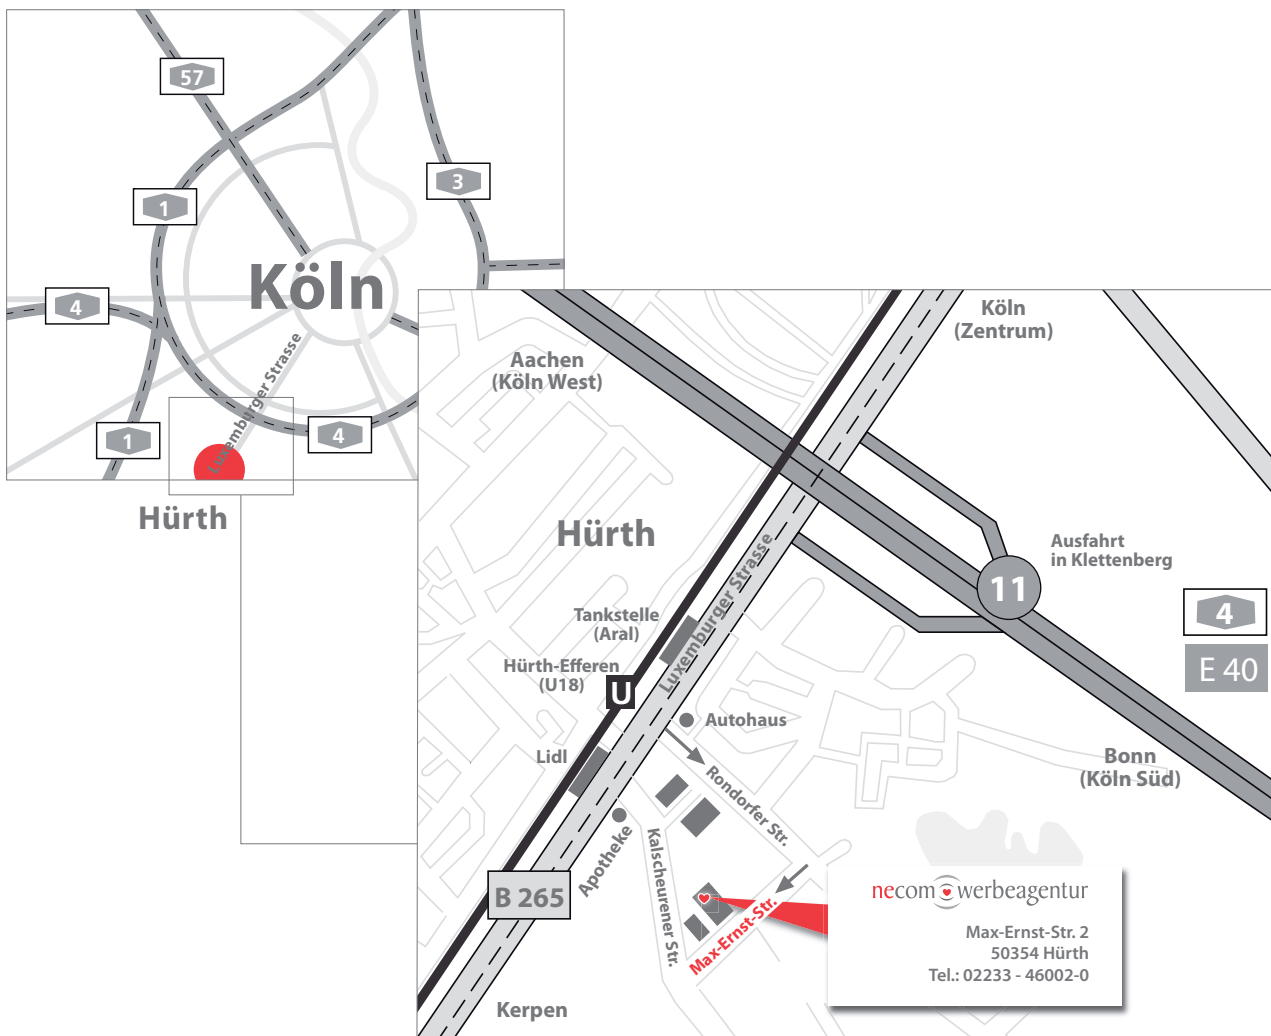 57
1
3
4
Köln
Luxemburger Strasse
1
4
Hürth
Köln
(Zentrum)
Aachen
(Köln West)
Hürth
Luxemburger Strasse
Ausfahrt
in Klettenberg
11
4
E 40
Tankstelle
(Aral)
Hürth-Efferen
(U18)
U
Autohaus
Lidl
Rondorfer Str.
Bonn
(Köln Süd)
Apotheke
Kalscheurener Str.
B 265
Max-Ernst-Str.
necom werbeagentur
Max-Ernst-Str. 2
50354 Hürth
Tel.: 02233 - 46002-0
Kerpen